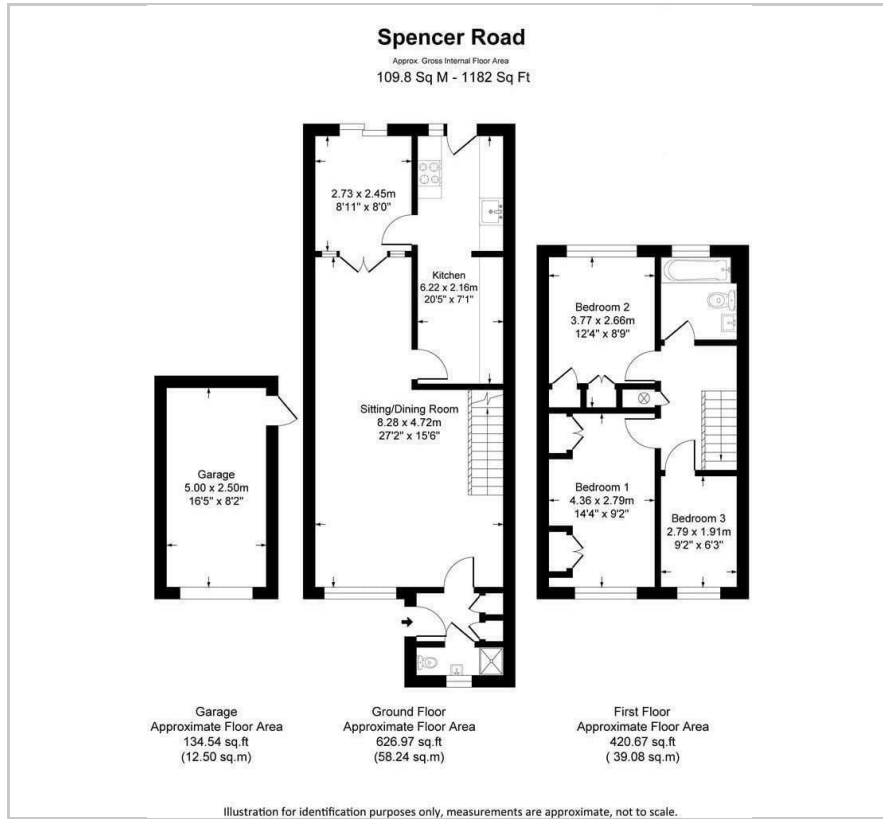 Spencer Road
Approx. Gross Internal Floor Area
109.8 Sq M - 1182 Sq Ft
2.73 x 2.45m
8'11" x 8'0"
Kitchen
6.22 x 2.16m
20'5" x 7'1"
Bedroom 2
3.77 x 2.66m
12'4" x 8'9"
Sitting/Dining Room
8.28 x 4.72m
27'2" x 15'6"
Garage
5.00 x 2.50m
16'5" x 8'2"
Bedroom 1
4.36 x 2.79m
14'4" x 9'2"
Bedroom 3
2.79 x 1.91m
9'2" x 6'3"
Garage
Approximate Floor Area
134.54 sq.ft
(12.50 sq.m)
Ground Floor
Approximate Floor Area
626.97 sq.ft
(58.24 sq.m)
First Floor
Approximate Floor Area
420.67 sq.ft
( 39.08 sq.m)
Illustration for identification purposes only, measurements are approximate, not to scale.